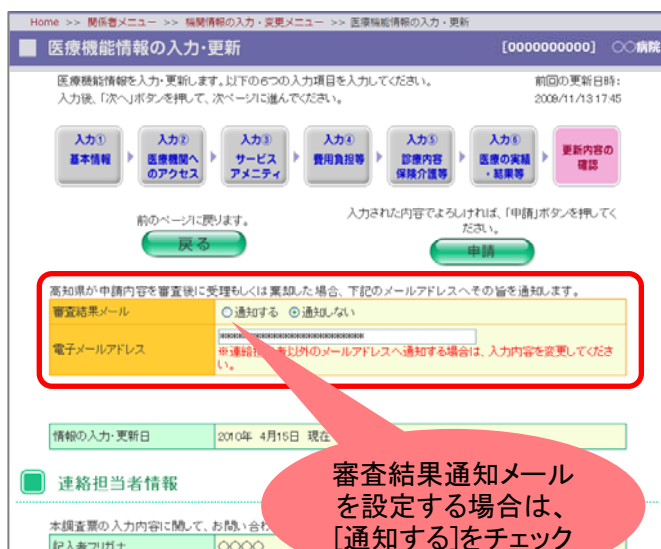 Home >> 関係者メニュー >> 機関情報の入力・変更メニュー >> 医療機能情報の入力・更新
医療機能情報の入力・更新
[0000000000] ○○病院
医療機能情報を入力・更新します。以下の6つの入力項目を入力してください。
入力後、「次へ」ボタンを押して、次ページに進んでください。
前回の更新日時:
2009/11/13 17:45
入力①
基本情報
入力②
医療機関へ
のアクセス
入力③
サービス
アメニティ
入力④
費用負担等
入力⑤
診療内容
保険介護等
入力⑥
医療の実績
・結果等
更新内容の
確認
前のページに戻ります。
戻る
入力された内容でよろしければ、「申請」ボタンを押してく
ださい。
申請
高知県が申請内容を審査後に受理もしくは棄却した場合、下記のメールアドレスへその旨を通知します。
審査結果メール
通知する 通知しない
電子メールアドレス
※連絡担当者以外のメールアドレスへ通知する場合は、入力内容を変更してくださ
い。
情報の入力・更新日
2010年 4月15日 現在
連絡担当者情報
本調査票の入力内容に関して、お問い合わ
記入者フリガナ
○○○○
審査結果通知メール
を設定する場合は、
[通知する]をチェック